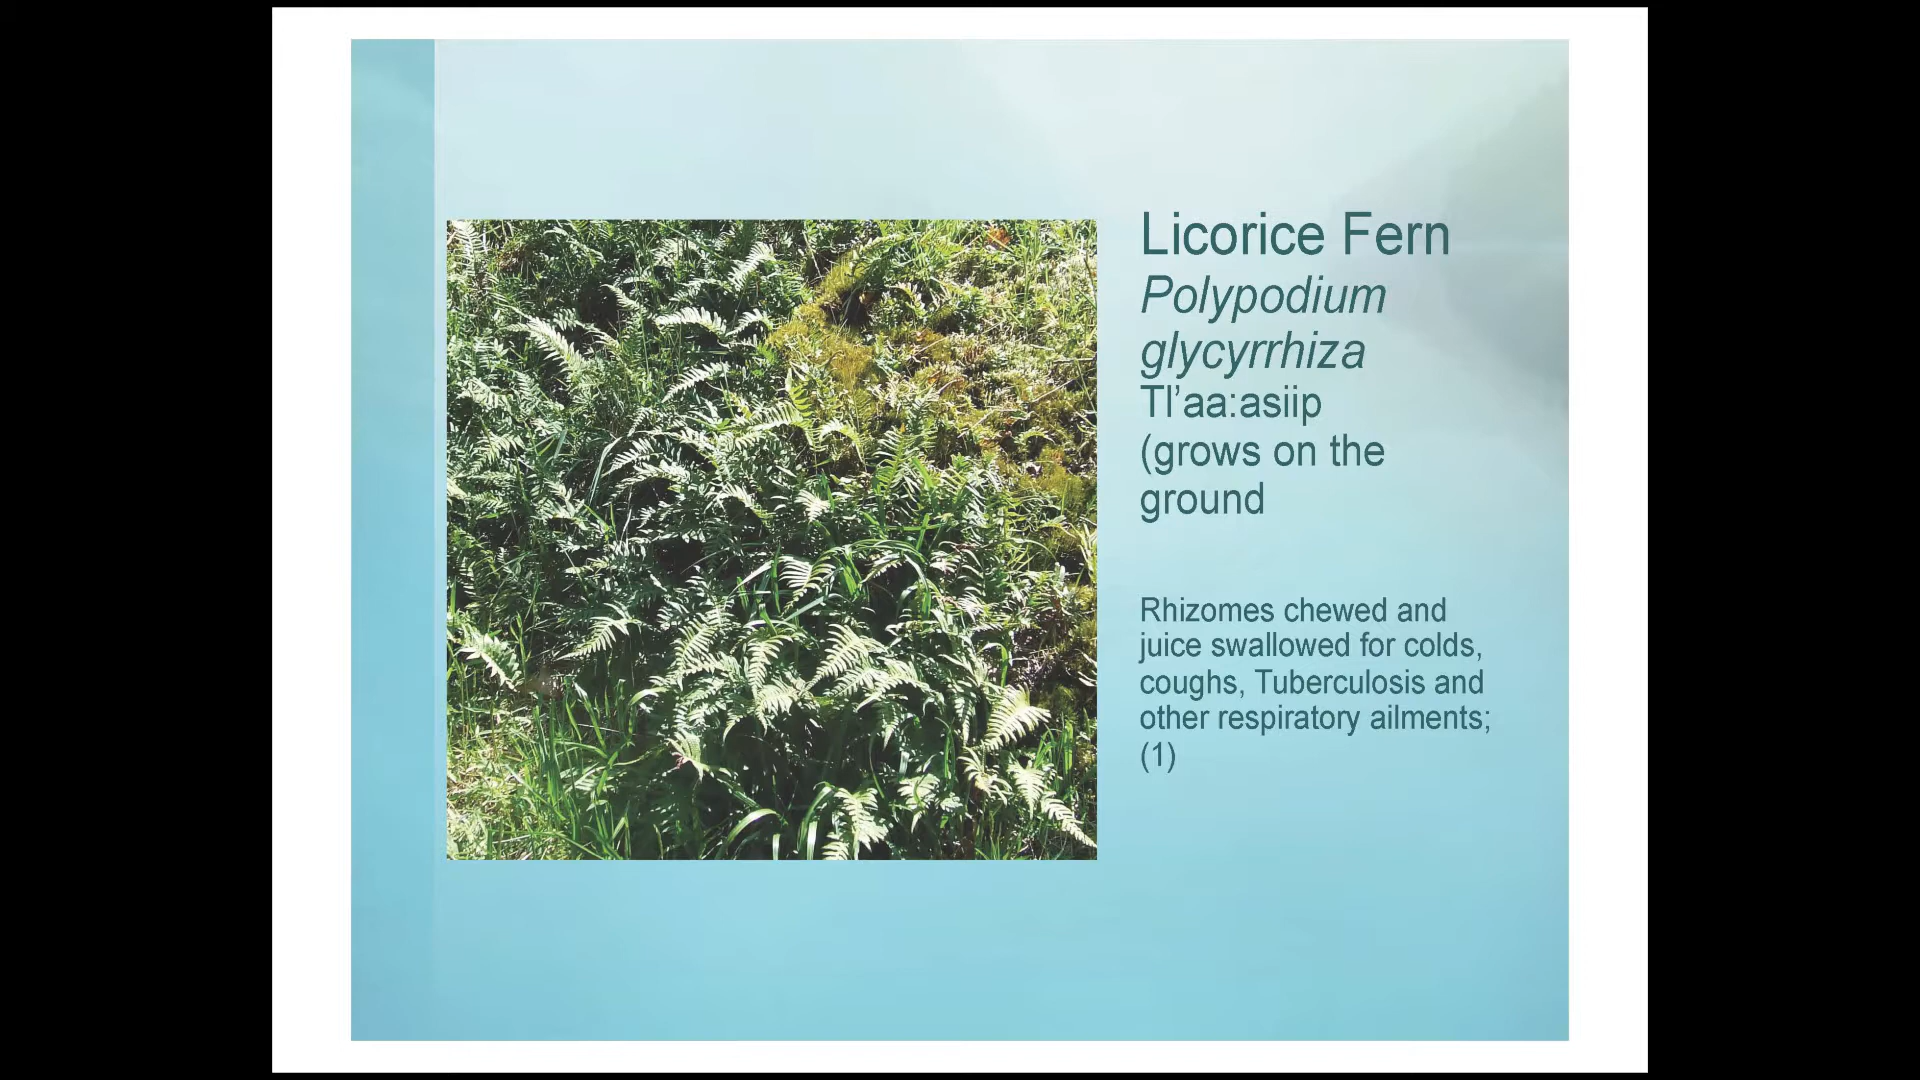 Licorice Fern
Polypodium
glycyrrhiza
Tl’aa:asiip
(grows on the
ground
Rhizomes chewed and
juice swallowed for colds,
coughs, Tuberculosis and
other respiratory ailments;
(1)